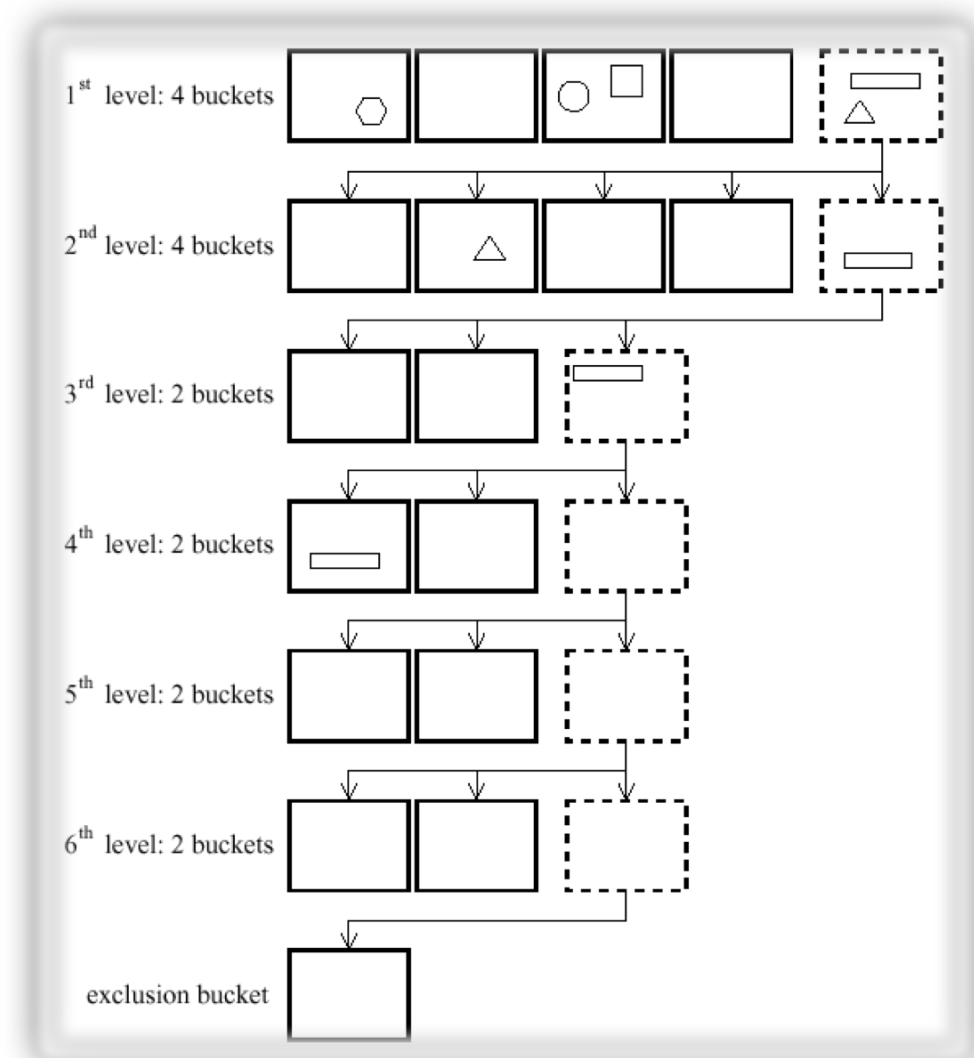 1st level: 4 buckets
2nd level: 4 buckets
3rd level: 2 buckets
4th level: 2 buckets
5th level: 2 buckets
6th level: 2 buckets
exclusion bucket